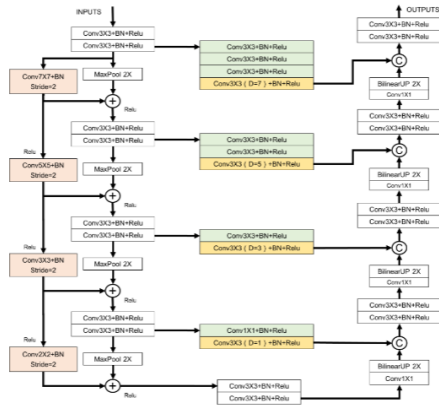 INPUTS
OUTPUTS
Conv3X3+BN+Relu
Conv3X3+BN+Relu
Conv3X3+BN+Relu
Conv3X3+BN+Relu
Conv3X3+BN+Relu
Conv3X3+BN+Relu
Conv3X3+BN+Relu
Conv3X3 ( D=7 ) +BN+Relu
C
Conv7X7+BN
Stride=2
MaxPool 2X
+
Relu
BilinearUP 2X
Conv1X1
Conv3X3+BN+Relu
Conv3X3+BN+Relu
Conv3X3+BN+Relu
Conv3X3+BN+Relu
Conv3X3+BN+Relu
Conv3X3+BN+Relu
Conv3X3 ( D=5 ) +BN+Relu
C
Relu
Conv5X5+BN
Stride=2
MaxPool 2X
+
Relu
BilinearUP 2X
Conv1X1
Conv3X3+BN+Relu
Conv3X3+BN+Relu
Conv3X3+BN+Relu
Conv3X3+BN+Relu
Conv3X3+BN+Relu
Conv3X3 ( D=3 ) +BN+Relu
C
Relu
Conv3X3+BN
Stride=2
MaxPool 2X
+
Relu
BilinearUP 2X
Conv1X1
Conv3X3+BN+Relu
Conv3X3+BN+Relu
Conv3X3+BN+Relu
Conv3X3+BN+Relu
Conv1X1+BN+Relu
Conv3X3 ( D=1 ) +BN+Relu
C
Relu
Conv2X2+BN
Stride=2
MaxPool 2X
+
Relu
BilinearUP 2X
Conv1X1
Conv3X3+BN+Relu
Conv3X3+BN+Relu